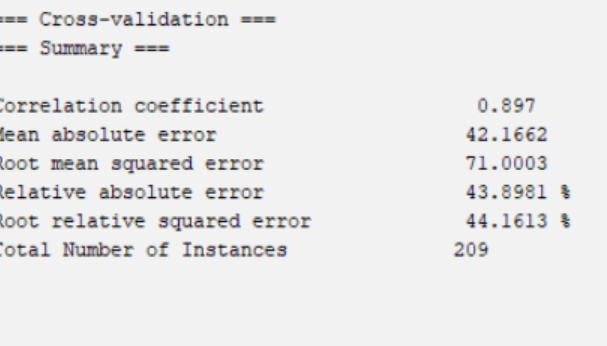 === Cross-validation ===
=== Summary ===
Correlation coefficient 0.897
Mean absolute error 42.1662
Root mean squared error 71.0003
Relative absolute error 43.8981 %
Root relative squared error 44.1613 %
Total Number of Instances 209